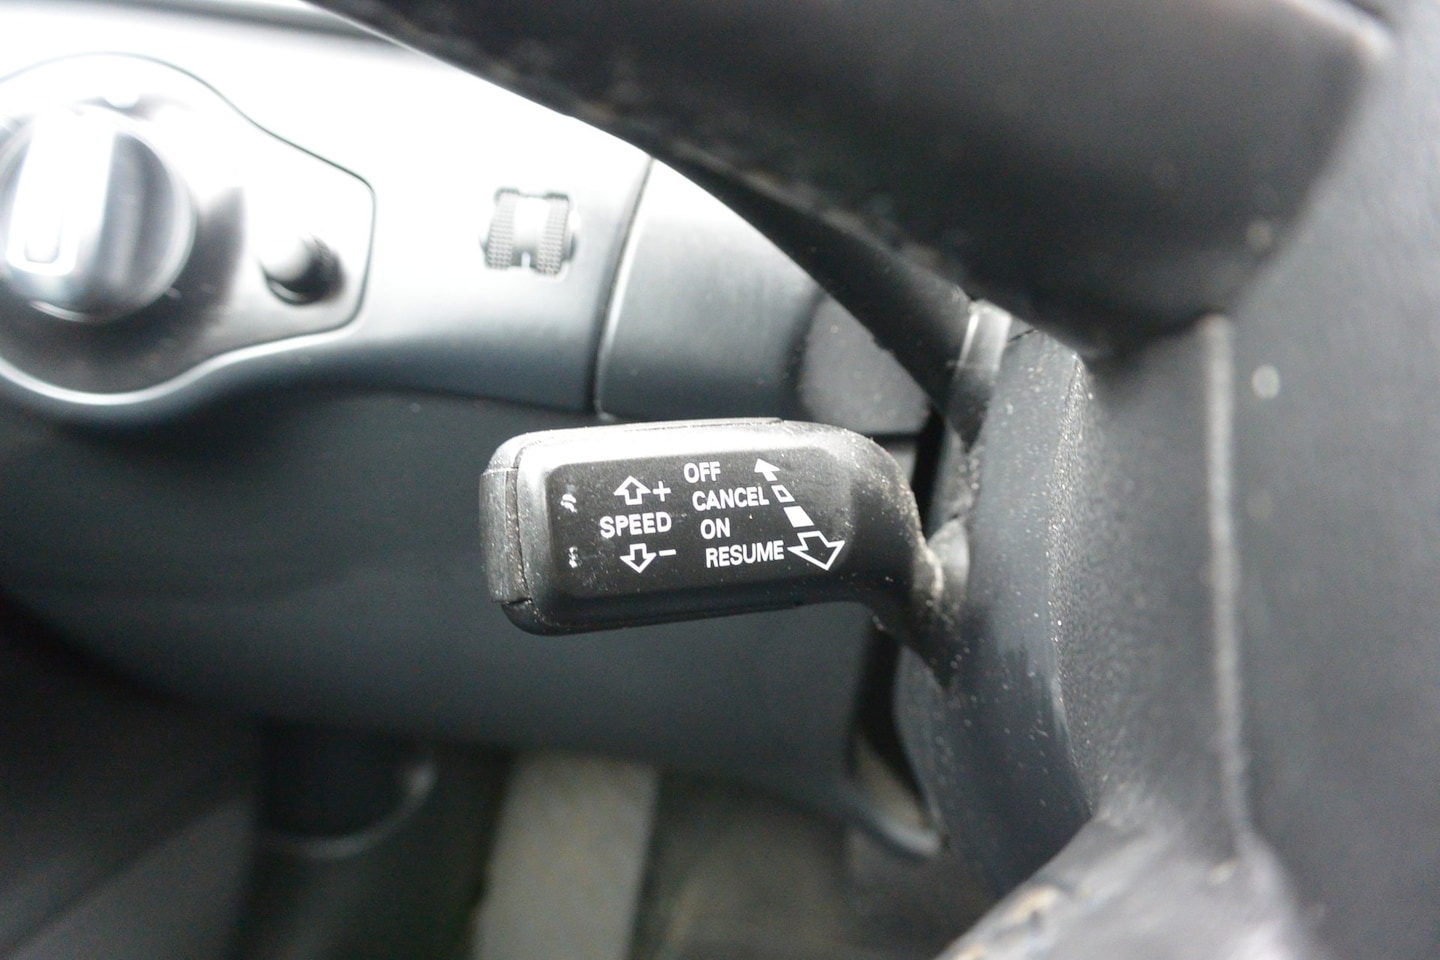 OFF
+ CANCEL
SPEED ON
- RESUME